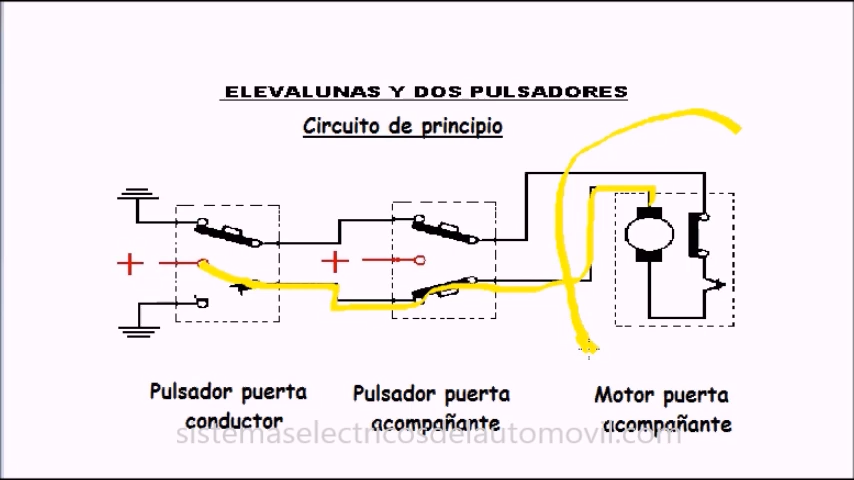 ELEVALUNAS Y DOS PULSADORES
Circuito de principio
+
+
Pulsador puerta
conductor
Pulsador puerta
acompañante
Motor puerta
acompañante
sistemaselectricosdelautomovil.com